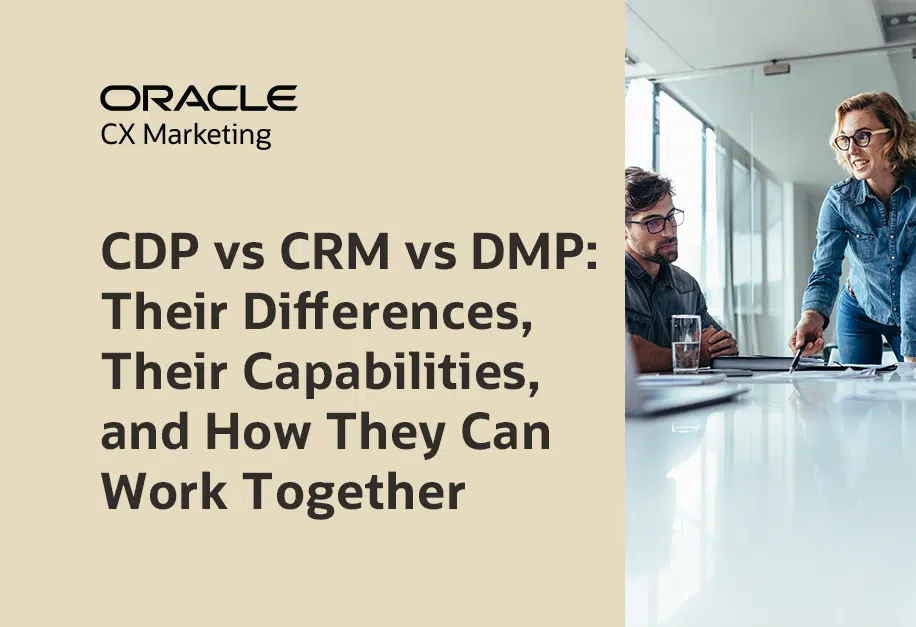 ORACLE
CX Marketing
CDP vs CRM vs DMP:
Their Differences,
Their Capabilities,
and How They Can
Work Together